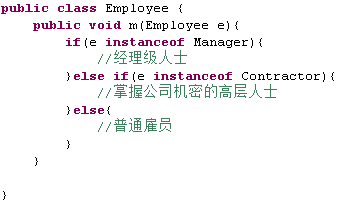 public class Employee {
public void m(Employee e){
if(e instanceof Manager){
//经理级人士
}else if(e instanceof Contractor){
//掌握公司机密的高层人士
}else{
//普通雇员
}
}
}